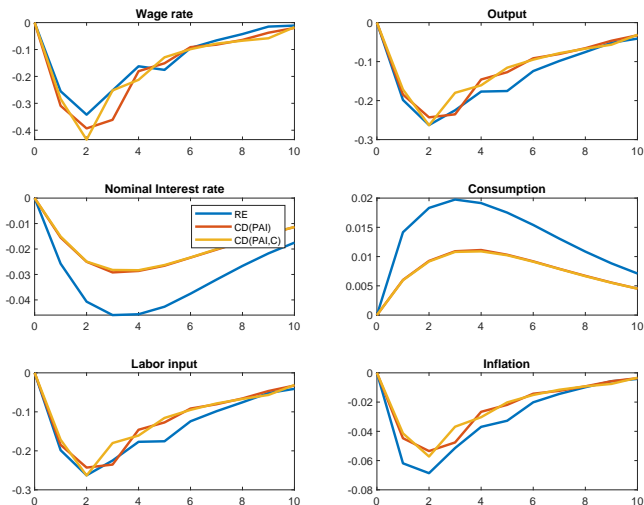 Wage rate
0
-0.1
-0.2
-0.3
-0.4
0 2 4 6 8 10
Output
0
-0.1
-0.2
-0.3
0 2 4 6 8 10
Nominal Interest rate
0
-0.01
-0.02
-0.03
-0.04
0 2 4 6 8 10
RE
CD(PAI)
CD(PAI,C)
Consumption
0.02
0.015
0.01
0.005
0
0 2 4 6 8 10
Labor input
0
-0.1
-0.2
-0.3
0 2 4 6 8 10
Inflation
0
-0.02
-0.04
-0.06
-0.08
0 2 4 6 8 10